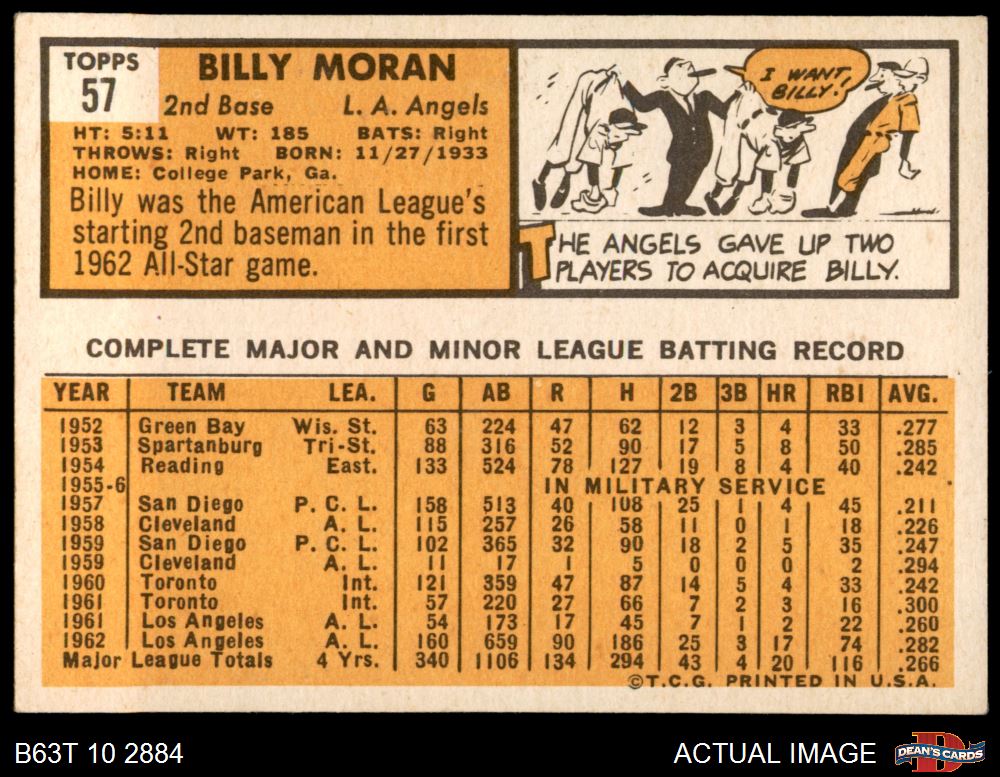 TOPPS
57
BILLY MORAN
2nd Base L. A. Angels
HT: 5:11 WT: 185 BATS: Right
THROWS: Right BORN: 11/27/1933
HOME: College Park, Ga.
Billy was the American League's
starting 2nd baseman in the first
1962 All-Star game.
I WANT
BILLY!
THE ANGELS GAVE UP TWO
PLAYERS TO ACQUIRE BILLY.
COMPLETE MAJOR AND MINOR LEAGUE BATTING RECORD
YEAR TEAM LEA. G AB R H 2B 3B HR RBI AVG.
1952 Green Bay Wis. St. 63 224 47 62 12 3 4 33 .277
1953 Spartanburg Tri-St. 88 316 52 90 17 5 8 50 .285
1954 Reading East. 133 524 78 127 19 8 4 40 .242
1955-6 IN MILITARY SERVICE
1957 San Diego P. C. L. 158 513 40 108 25 1 4 45 .211
1958 Cleveland A. L. 115 257 26 58 11 0 1 18 .226
1959 San Diego P. C. L. 102 365 32 90 18 2 5 35 .247
1959 Cleveland A. L. 11 17 1 5 0 0 0 2 .294
1960 Toronto Int. 121 359 47 87 14 5 4 33 .242
1961 Toronto Int. 57 220 27 66 7 2 3 16 .300
1961 Los Angeles A. L. 54 173 17 45 7 1 2 22 .260
1962 Los Angeles A. L. 160 659 90 186 25 3 17 74 .282
Major League Totals 4 Yrs. 340 1106 134 294 43 4 20 116 .266
©T.C.G. PRINTED IN U.S.A.
B63T 10 2884
ACTUAL IMAGE
D
DEAN'S CARDS